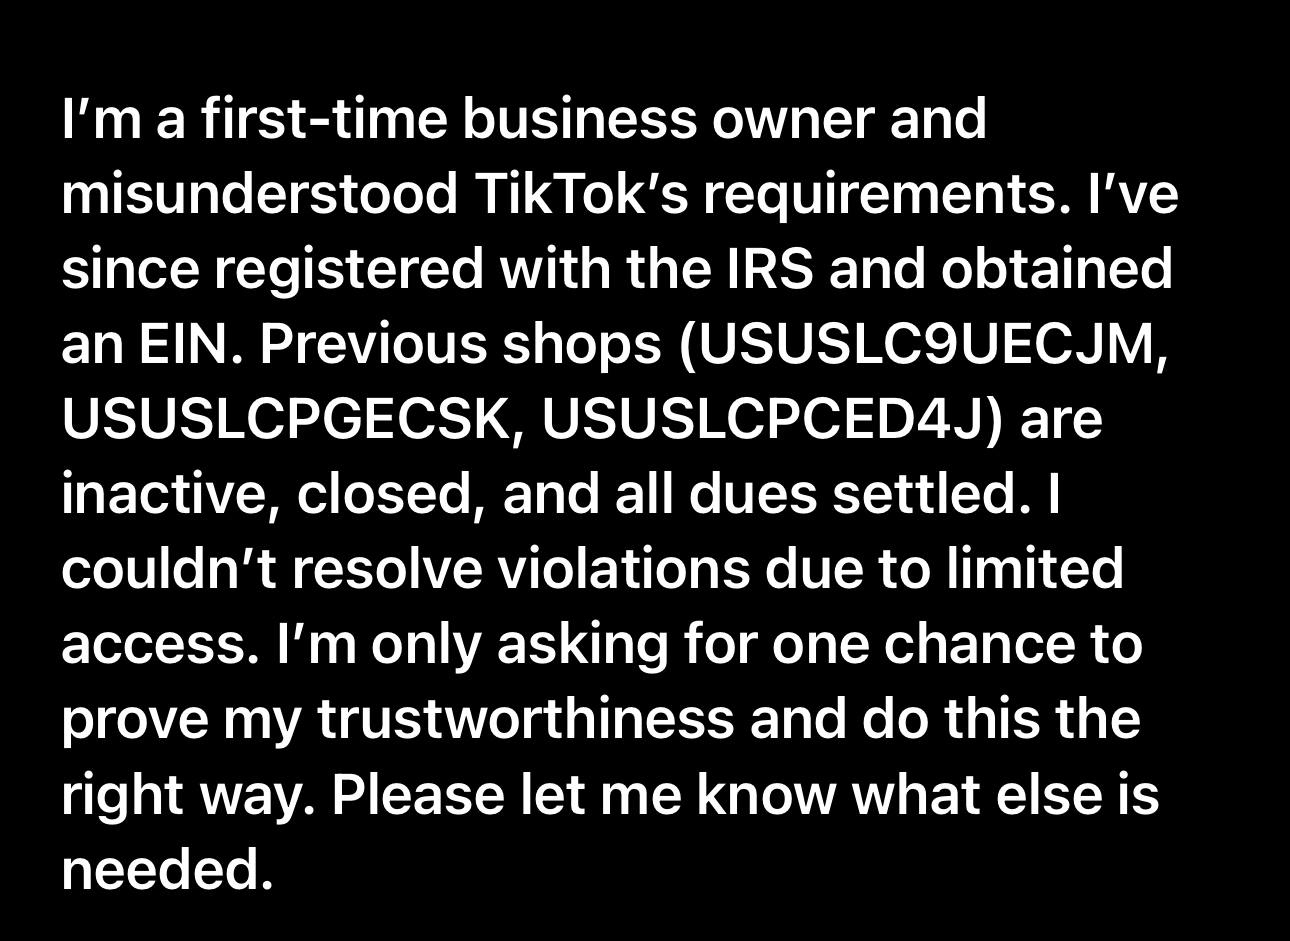 I’m a first-time business owner and
misunderstood TikTok’s requirements. I’ve
since registered with the IRS and obtained
an EIN. Previous shops (USUSLC9UECJM,
USUSLCPGECSK, USUSLCPCED4J) are
inactive, closed, and all dues settled. I
couldn’t resolve violations due to limited
access. I’m only asking for one chance to
prove my trustworthiness and do this the
right way. Please let me know what else is
needed.